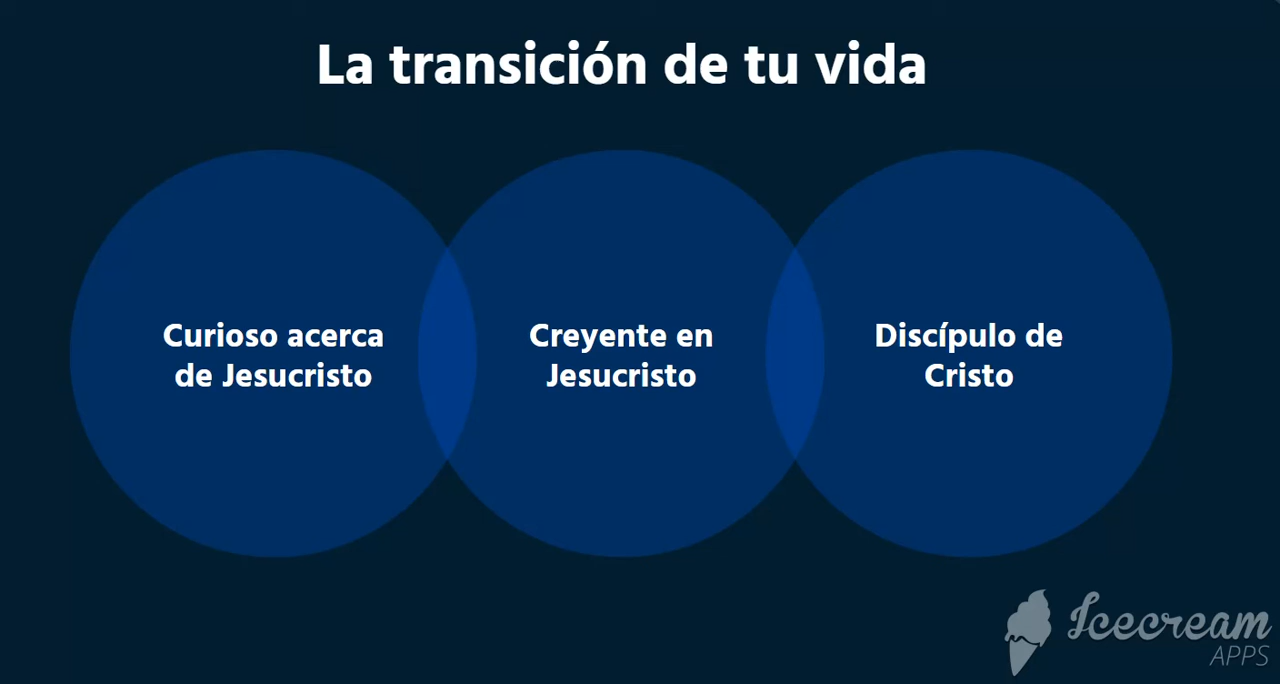 La transición de tu vida
Curioso acerca
de Jesucristo
Creyente en
Jesucristo
Discípulo de
Cristo
Icecream
APPS